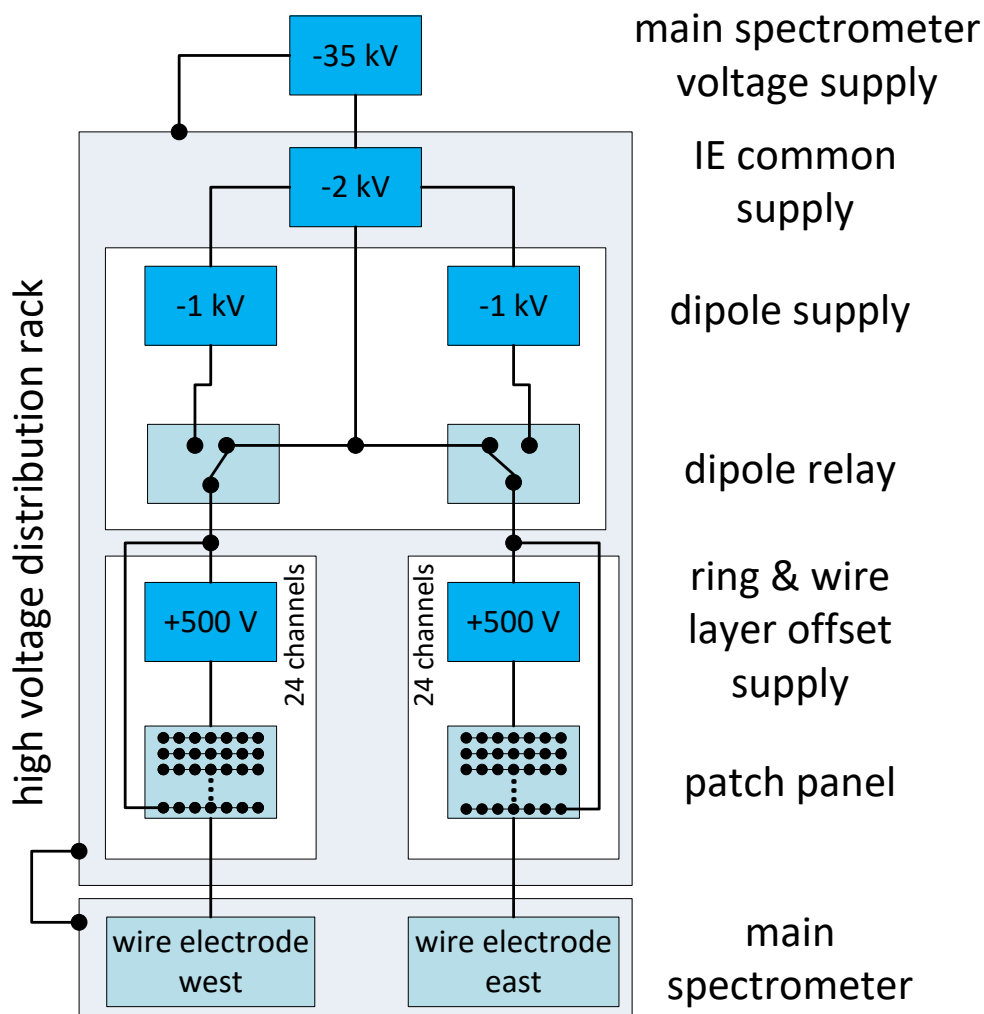 -35 kV
main spectrometer
voltage supply
-2 kV
IE common
supply
high voltage distribution rack
-1 kV
-1 kV
dipole supply
dipole relay
+500 V
24 channels
24 channels
+500 V
ring & wire
layer offset
supply
patch panel
wire electrode
west
wire electrode
east
main
spectrometer